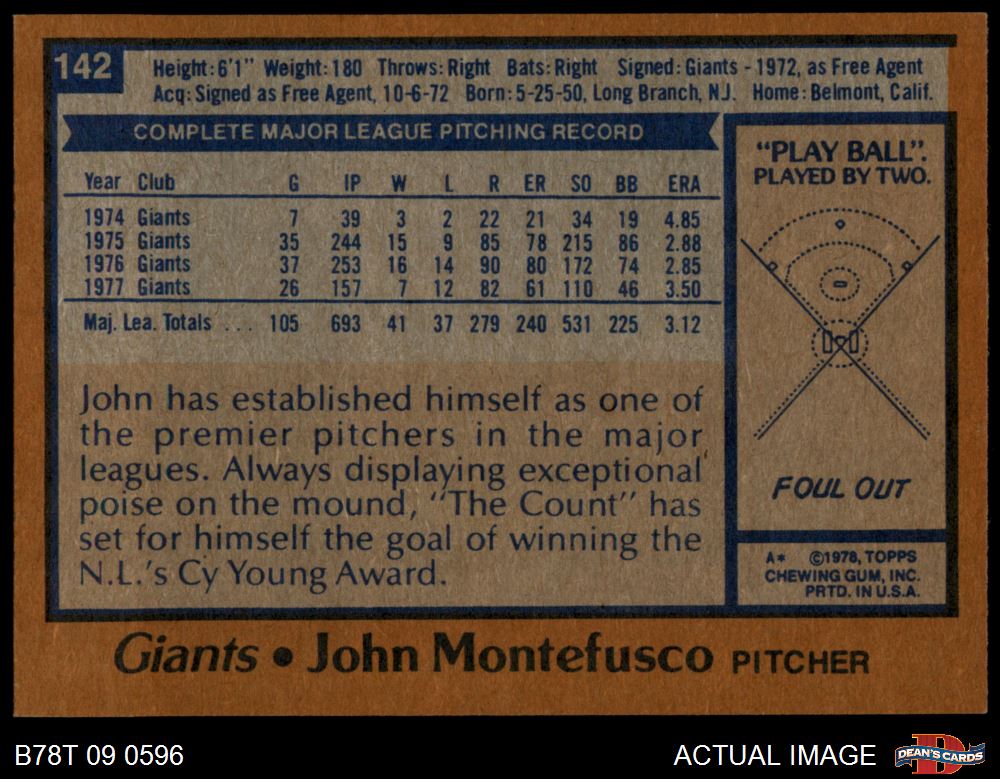 142
Height: 6'1" Weight: 180 Throws: Right Bats: Right Signed: Giants - 1972, as Free Agent
Acq: Signed as Free Agent, 10-6-72 Born: 5-25-50, Long Branch, N.J. Home: Belmont, Calif.
COMPLETE MAJOR LEAGUE PITCHING RECORD
Year Club G IP W L R ER SO BB ERA
1974 Giants 7 39 3 2 22 21 34 19 4.85
1975 Giants 35 244 15 9 85 78 215 86 2.88
1976 Giants 37 253 16 14 90 80 172 74 2.85
1977 Giants 26 157 7 12 82 61 110 46 3.50
Maj. Lea. Totals ... 105 693 41 37 279 240 531 225 3.12
John has established himself as one of
the premier pitchers in the major
leagues. Always displaying exceptional
poise on the mound, "The Count" has
set for himself the goal of winning the
N.L.'s Cy Young Award.
"PLAY BALL".
PLAYED BY TWO.
FOUL OUT
A* ©1978, TOPPS
CHEWING GUM, INC.
PRTD. IN U.S.A.
Giants • John Montefusco PITCHER
B78T 09 0596
ACTUAL IMAGE
D
DEAN'S CARDS